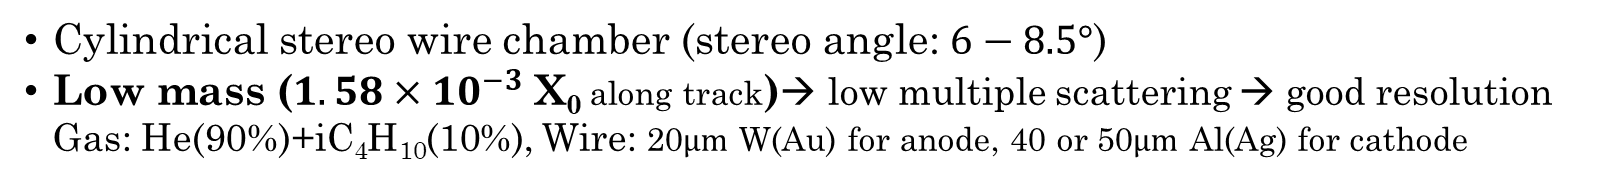 • Cylindrical stereo wire chamber (stereo angle: 6 − 8.5°)
• Low mass (1.58 × 10⁻³ X₀ along track)→ low multiple scattering → good resolution
Gas: He(90%)+iC₄H₁₀(10%), Wire: 20μm W(Au) for anode, 40 or 50μm Al(Ag) for cathode